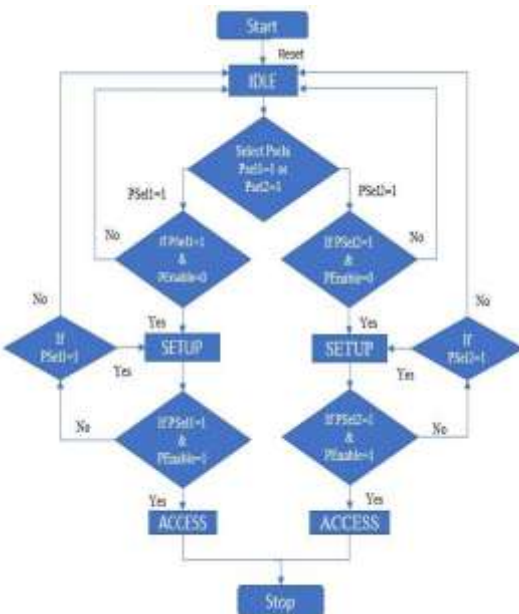 Start
Reset
IDLE
Select
Psel1=1 or
Psel2=1
PSel1=1
PSel2=1
No
If PSel1=1
&
PEnable=0
If PSel2=1
&
PEnable=0
No
No
Yes
Yes
No
If
PSel1=1
SETUP
SETUP
If
PSel2=1
Yes
Yes
No
If PSel1=1
&
PEnable=1
If PSel2=1
&
PEnable=1
No
Yes
Yes
ACCESS
ACCESS
Stop